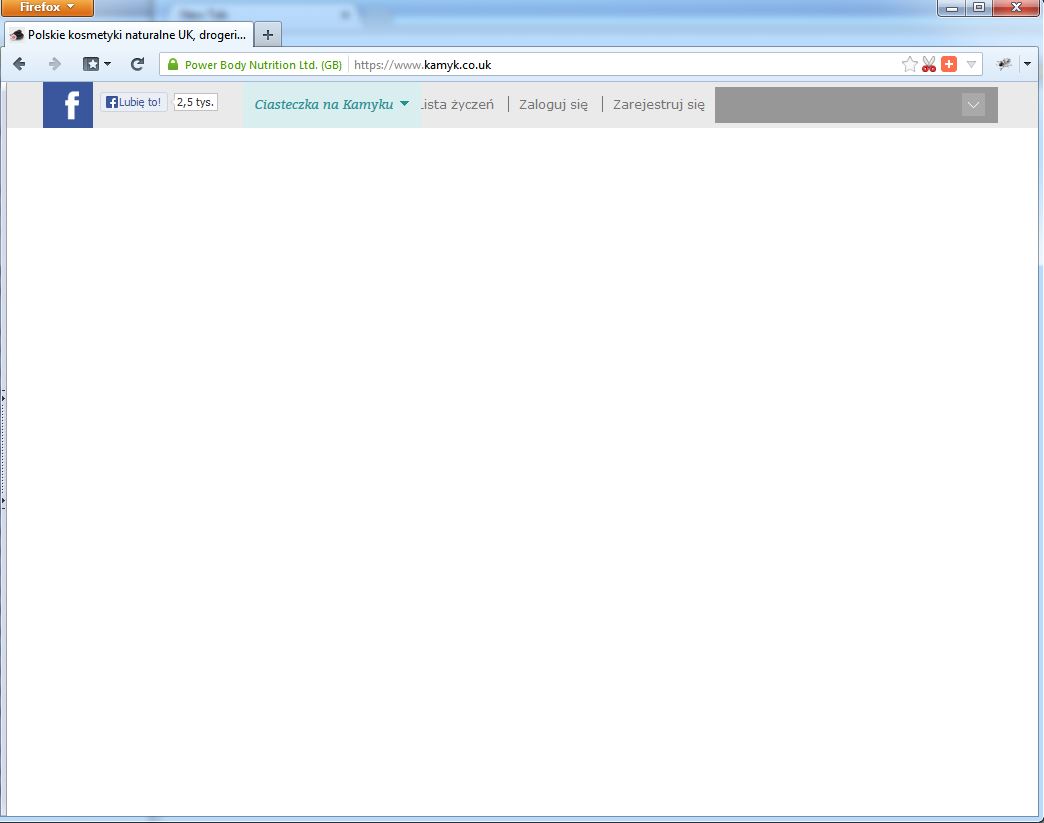 Firefox
New Tab
Polskie kosmetyki naturalne UK, drogeri...
Power Body Nutrition Ltd. (GB) https://www.kamyk.co.uk
f Lubię to! 2,5 tys. Ciasteczka na Kamyku Lista życzeń Zaloguj się Zarejestruj się